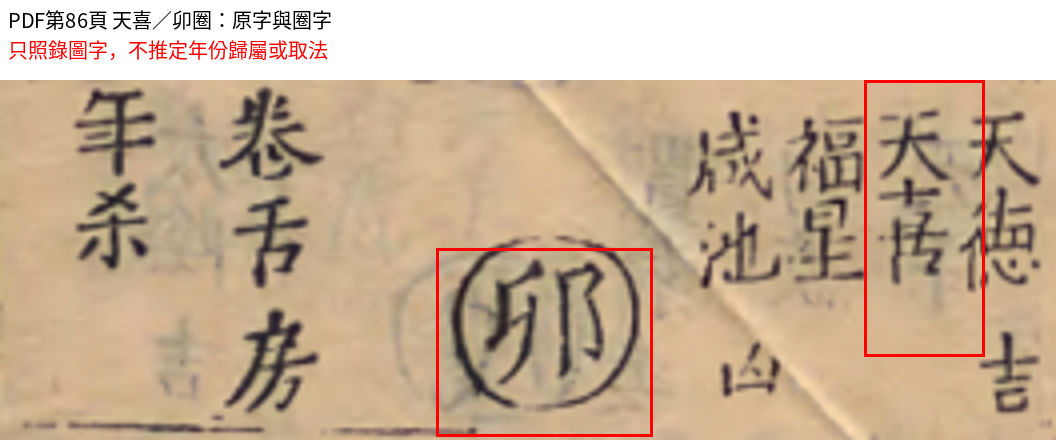 PDF第86頁 天喜／卯圈：原字與圈字
只照錄圖字，不推定年份歸屬或取法
天德 吉
天喜
福星
咸池 凶
卯
卷舌 房
年杀